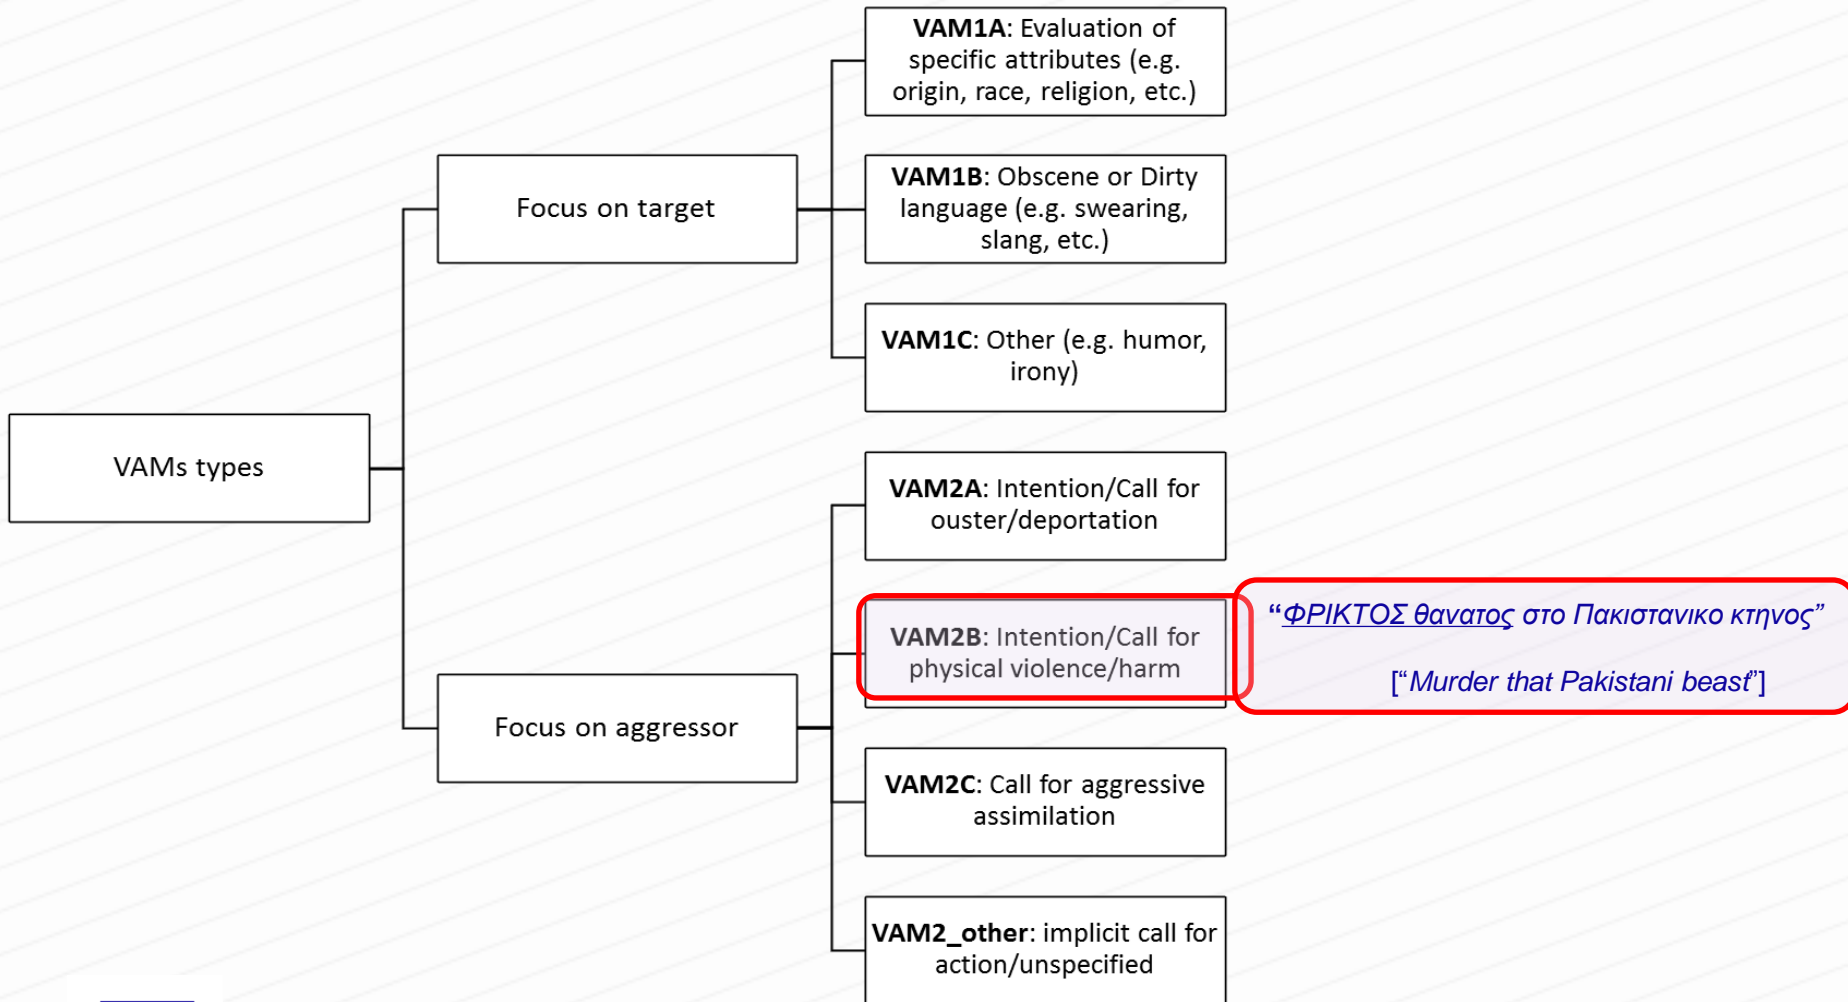 VAM1A: Evaluation of
specific attributes (e.g.
origin, race, religion, etc.)
Focus on target
VAM1B: Obscene or Dirty
language (e.g. swearing,
slang, etc.)
VAM1C: Other (e.g. humor,
irony)
VAMs types
VAM2A: Intention/Call for
ouster/deportation
VAM2B: Intention/Call for
physical violence/harm
“ΦΡΙΚΤΟΣ θανατος στο Πακιστανικο κτηνος”
[“Murder that Pakistani beast”]
Focus on aggressor
VAM2C: Call for aggressive
assimilation
VAM2_other: implicit call for
action/unspecified